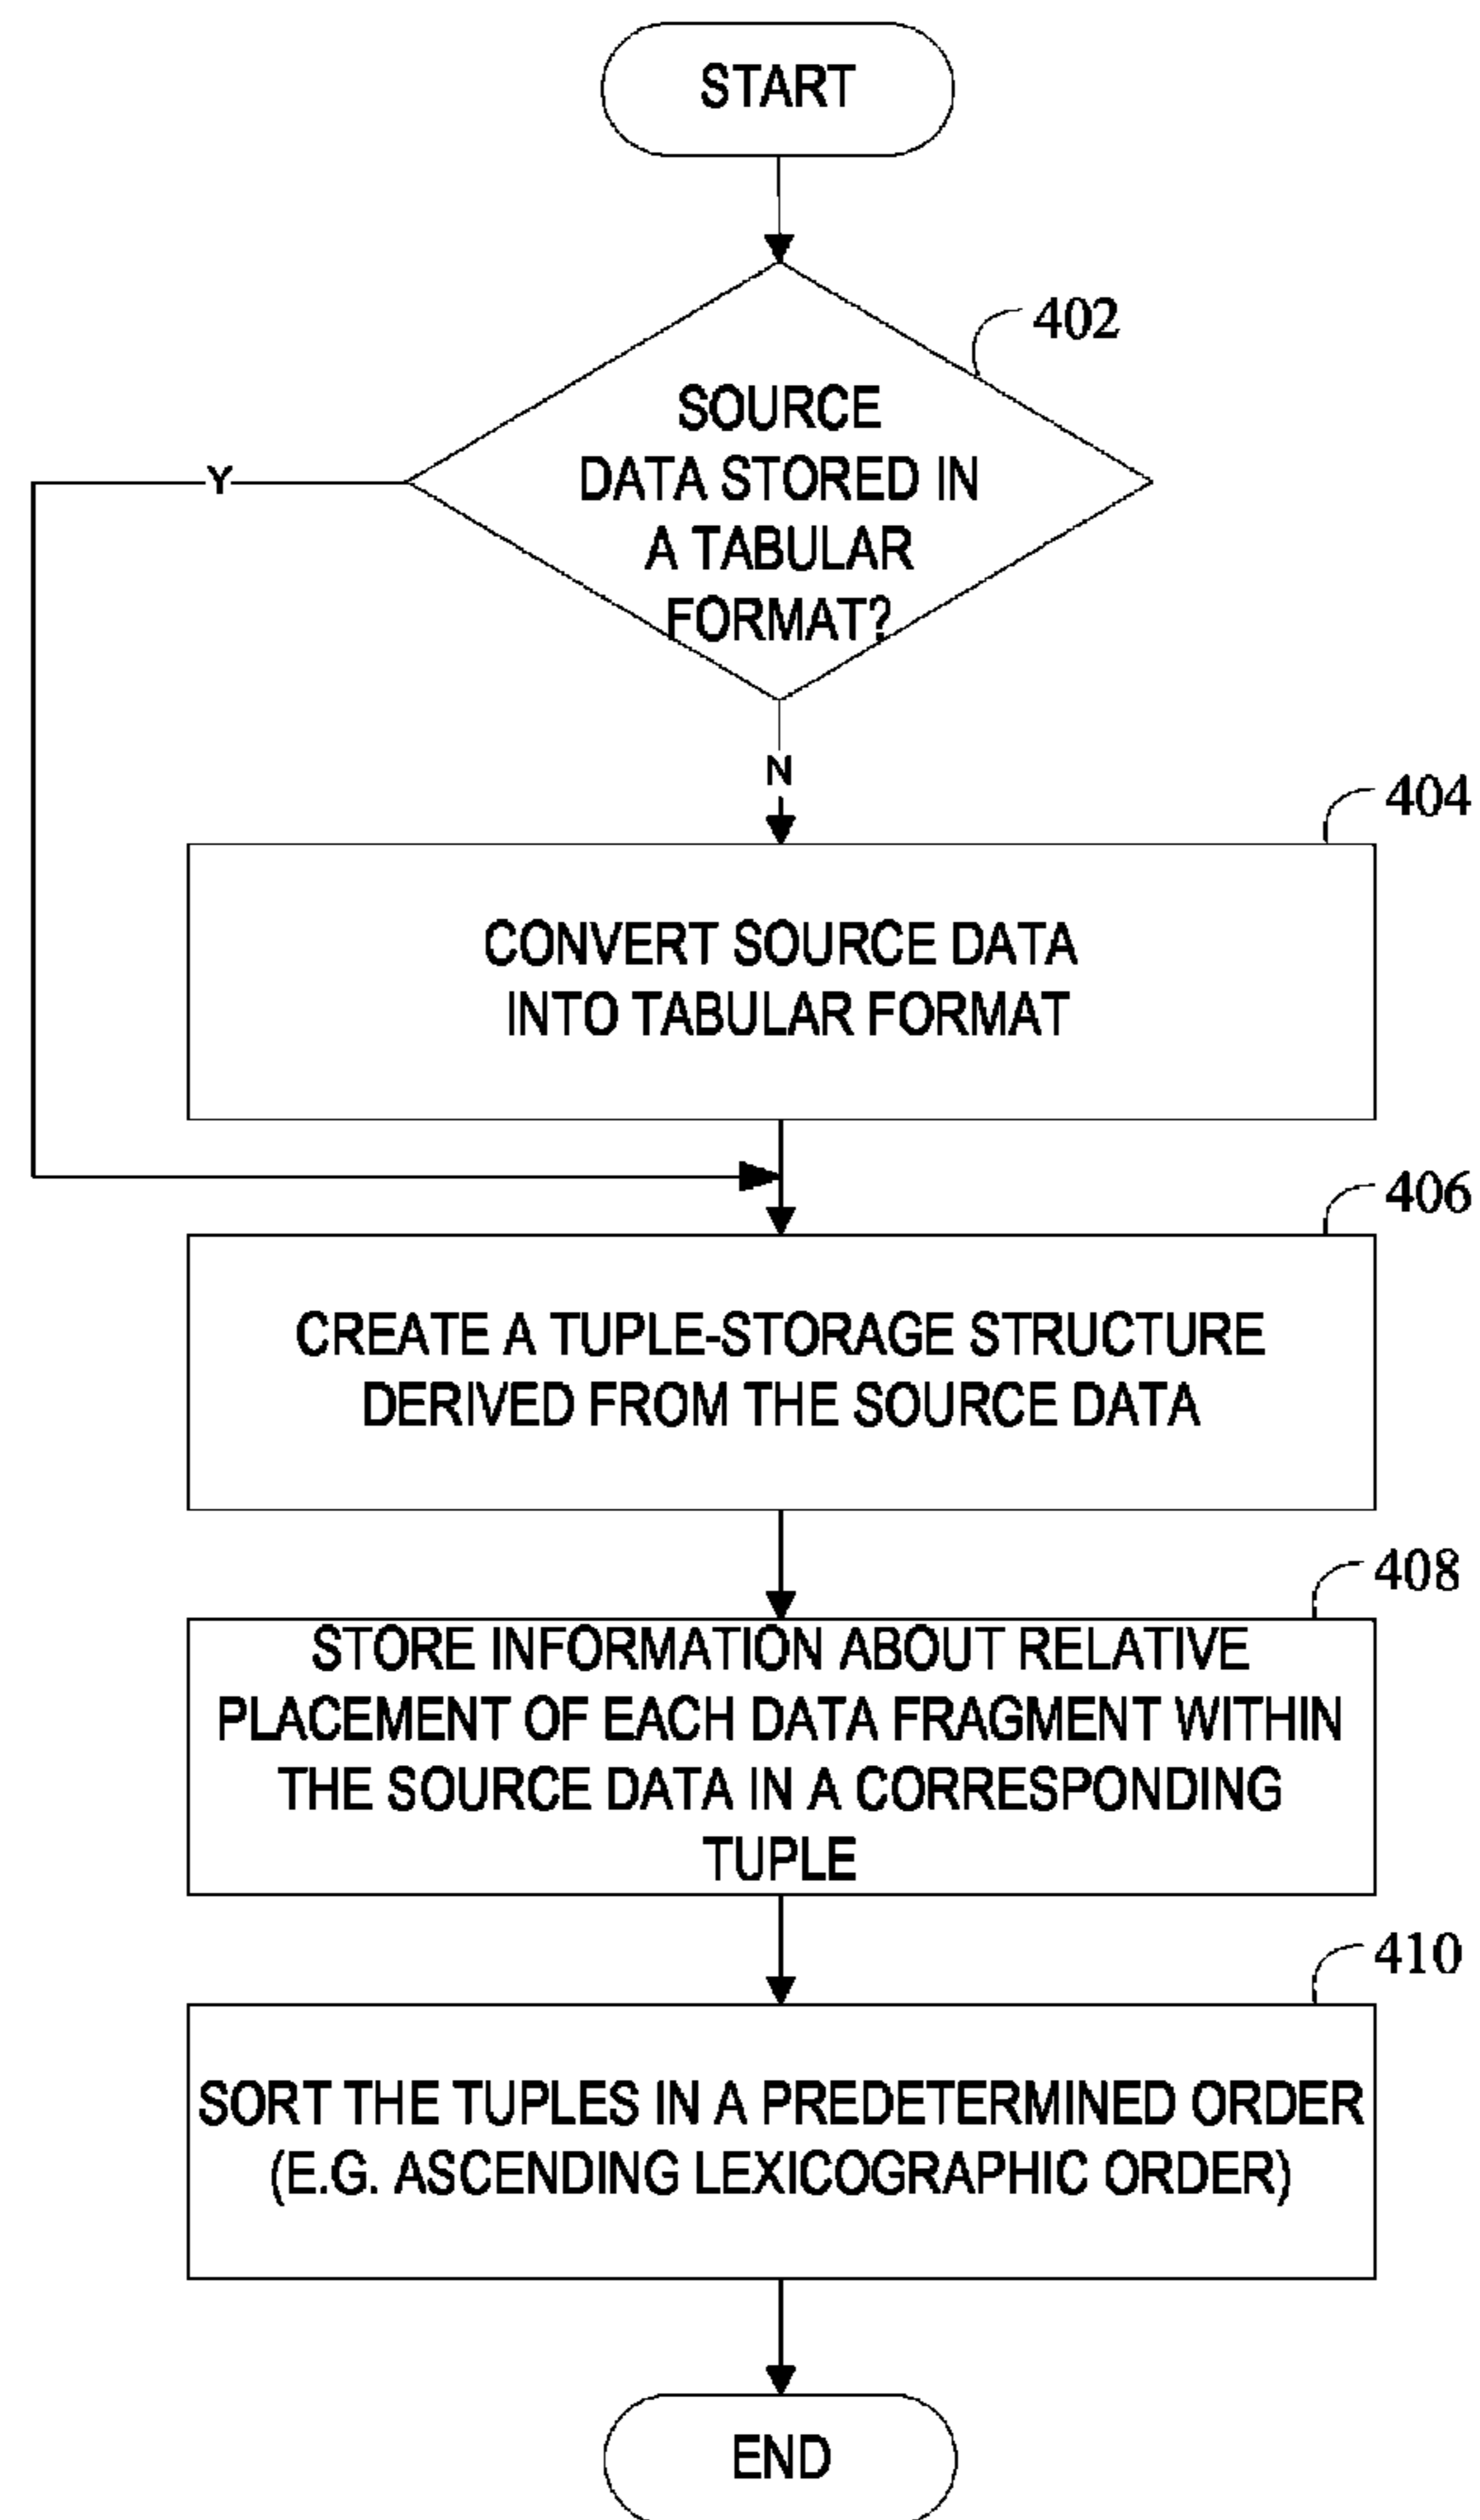 START
402
SOURCE
DATA STORED IN
A TABULAR
FORMAT?
Y
N
404
CONVERT SOURCE DATA
INTO TABULAR FORMAT
406
CREATE A TUPLE-STORAGE STRUCTURE
DERIVED FROM THE SOURCE DATA
408
STORE INFORMATION ABOUT RELATIVE
PLACEMENT OF EACH DATA FRAGMENT WITHIN
THE SOURCE DATA IN A CORRESPONDING
TUPLE
410
SORT THE TUPLES IN A PREDETERMINED ORDER
(E.G. ASCENDING LEXICOGRAPHIC ORDER)
END